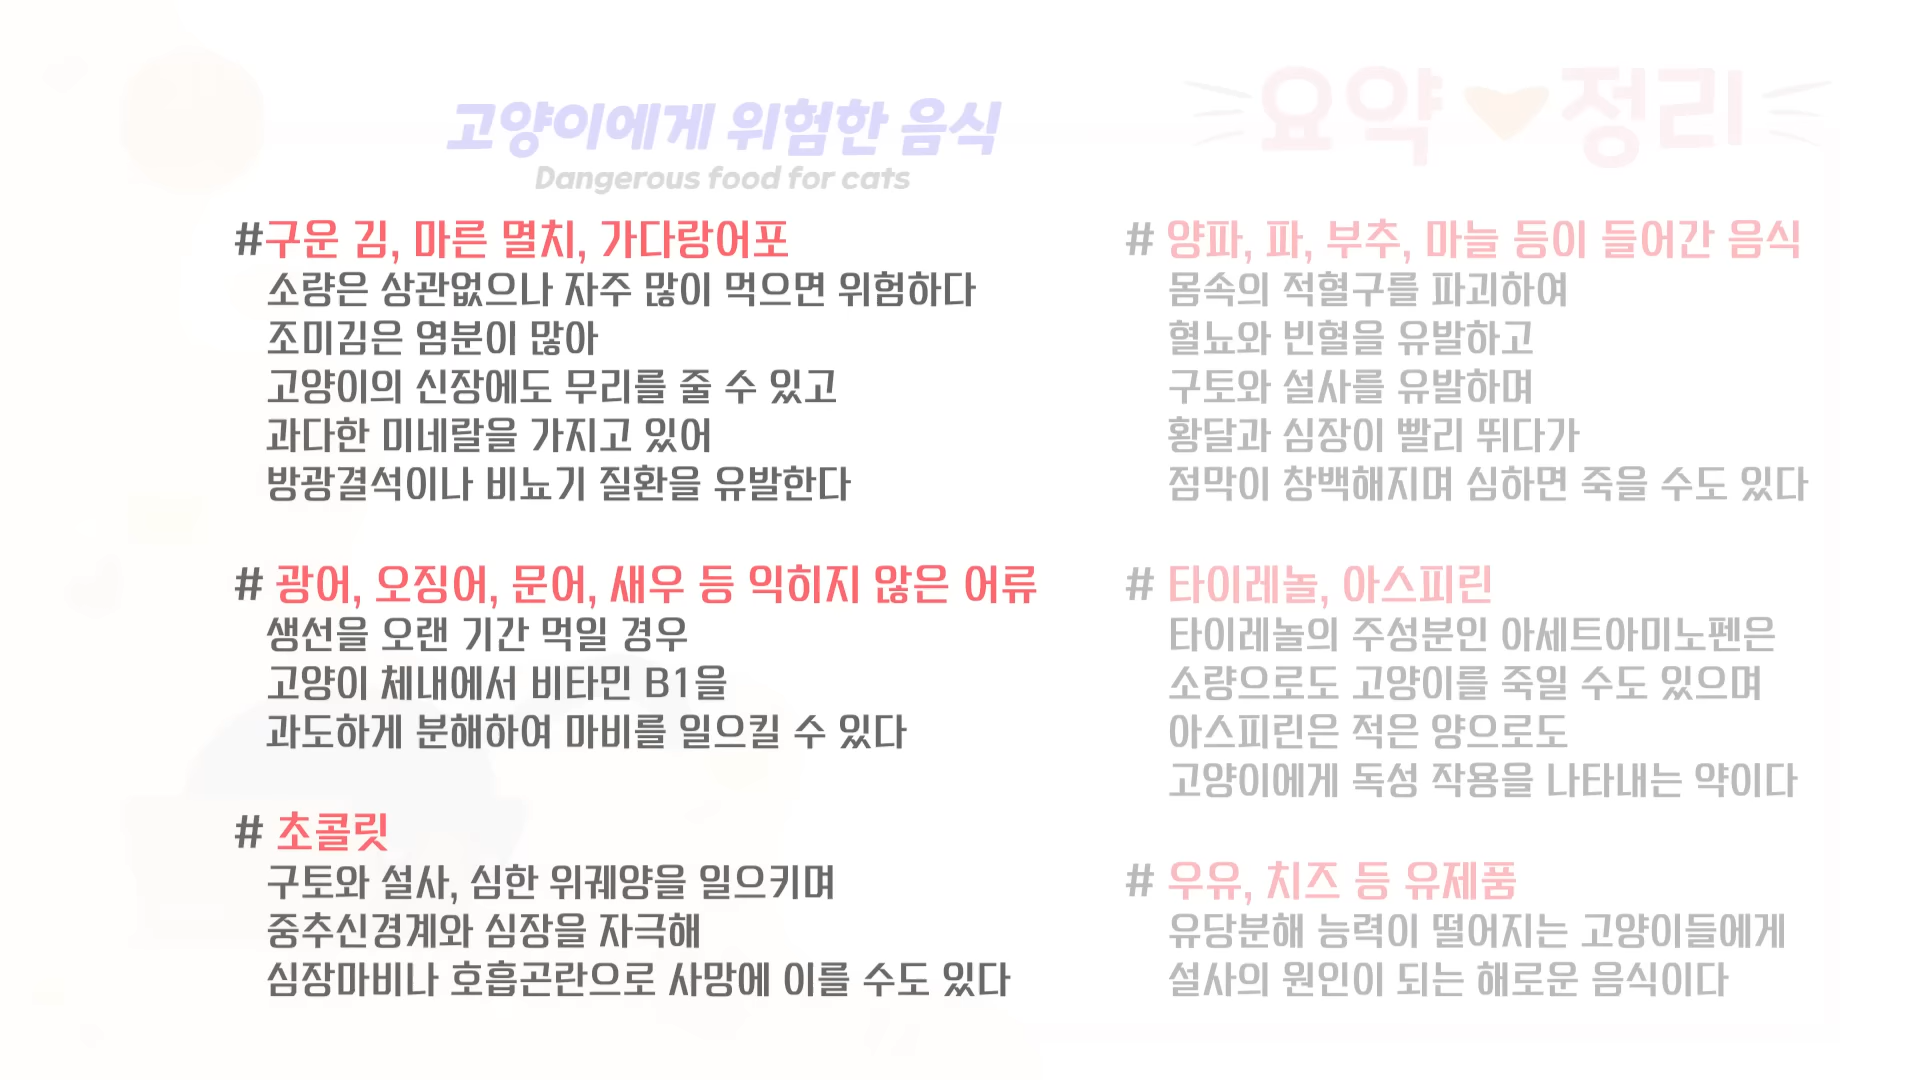 고양이에게 위험한 음식
Dangerous food for cats
요약 정리
#구운 김, 마른 멸치, 가다랑어포
소량은 상관없으나 자주 많이 먹으면 위험하다
조미김은 염분이 많아
고양이의 신장에도 무리를 줄 수 있고
과다한 미네랄을 가지고 있어
방광결석이나 비뇨기 질환을 유발한다
# 광어, 오징어, 문어, 새우 등 익히지 않은 어류
생선을 오랜 기간 먹일 경우
고양이 체내에서 비타민 B1을
과도하게 분해하여 마비를 일으킬 수 있다
# 초콜릿
구토와 설사, 심한 위궤양을 일으키며
중추신경계와 심장을 자극해
심장마비나 호흡곤란으로 사망에 이를 수도 있다
# 양파, 파, 부추, 마늘 등이 들어간 음식
몸속의 적혈구를 파괴하여
혈뇨와 빈혈을 유발하고
구토와 설사를 유발하며
황달과 심장이 빨리 뛰다가
점막이 창백해지며 심하면 죽을 수도 있다
# 타이레놀, 아스피린
타이레놀의 주성분인 아세트아미노펜은
소량으로도 고양이를 죽일 수도 있으며
아스피린은 적은 양으로도
고양이에게 독성 작용을 나타내는 약이다
# 우유, 치즈 등 유제품
유당분해 능력이 떨어지는 고양이들에게
설사의 원인이 되는 해로운 음식이다